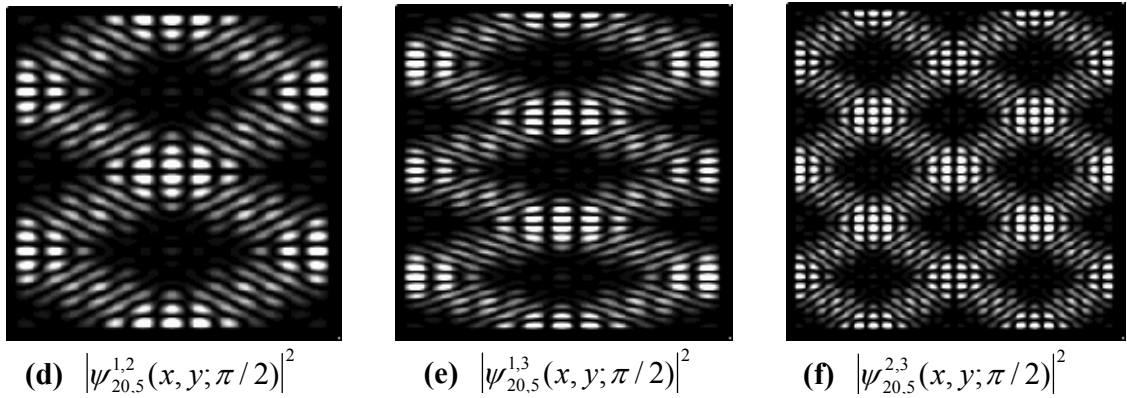 (d) |ψ^{1,2}_{20,5}(x, y; π/2)|^2
(e) |ψ^{1,3}_{20,5}(x, y; π/2)|^2
(f) |ψ^{2,3}_{20,5}(x, y; π/2)|^2